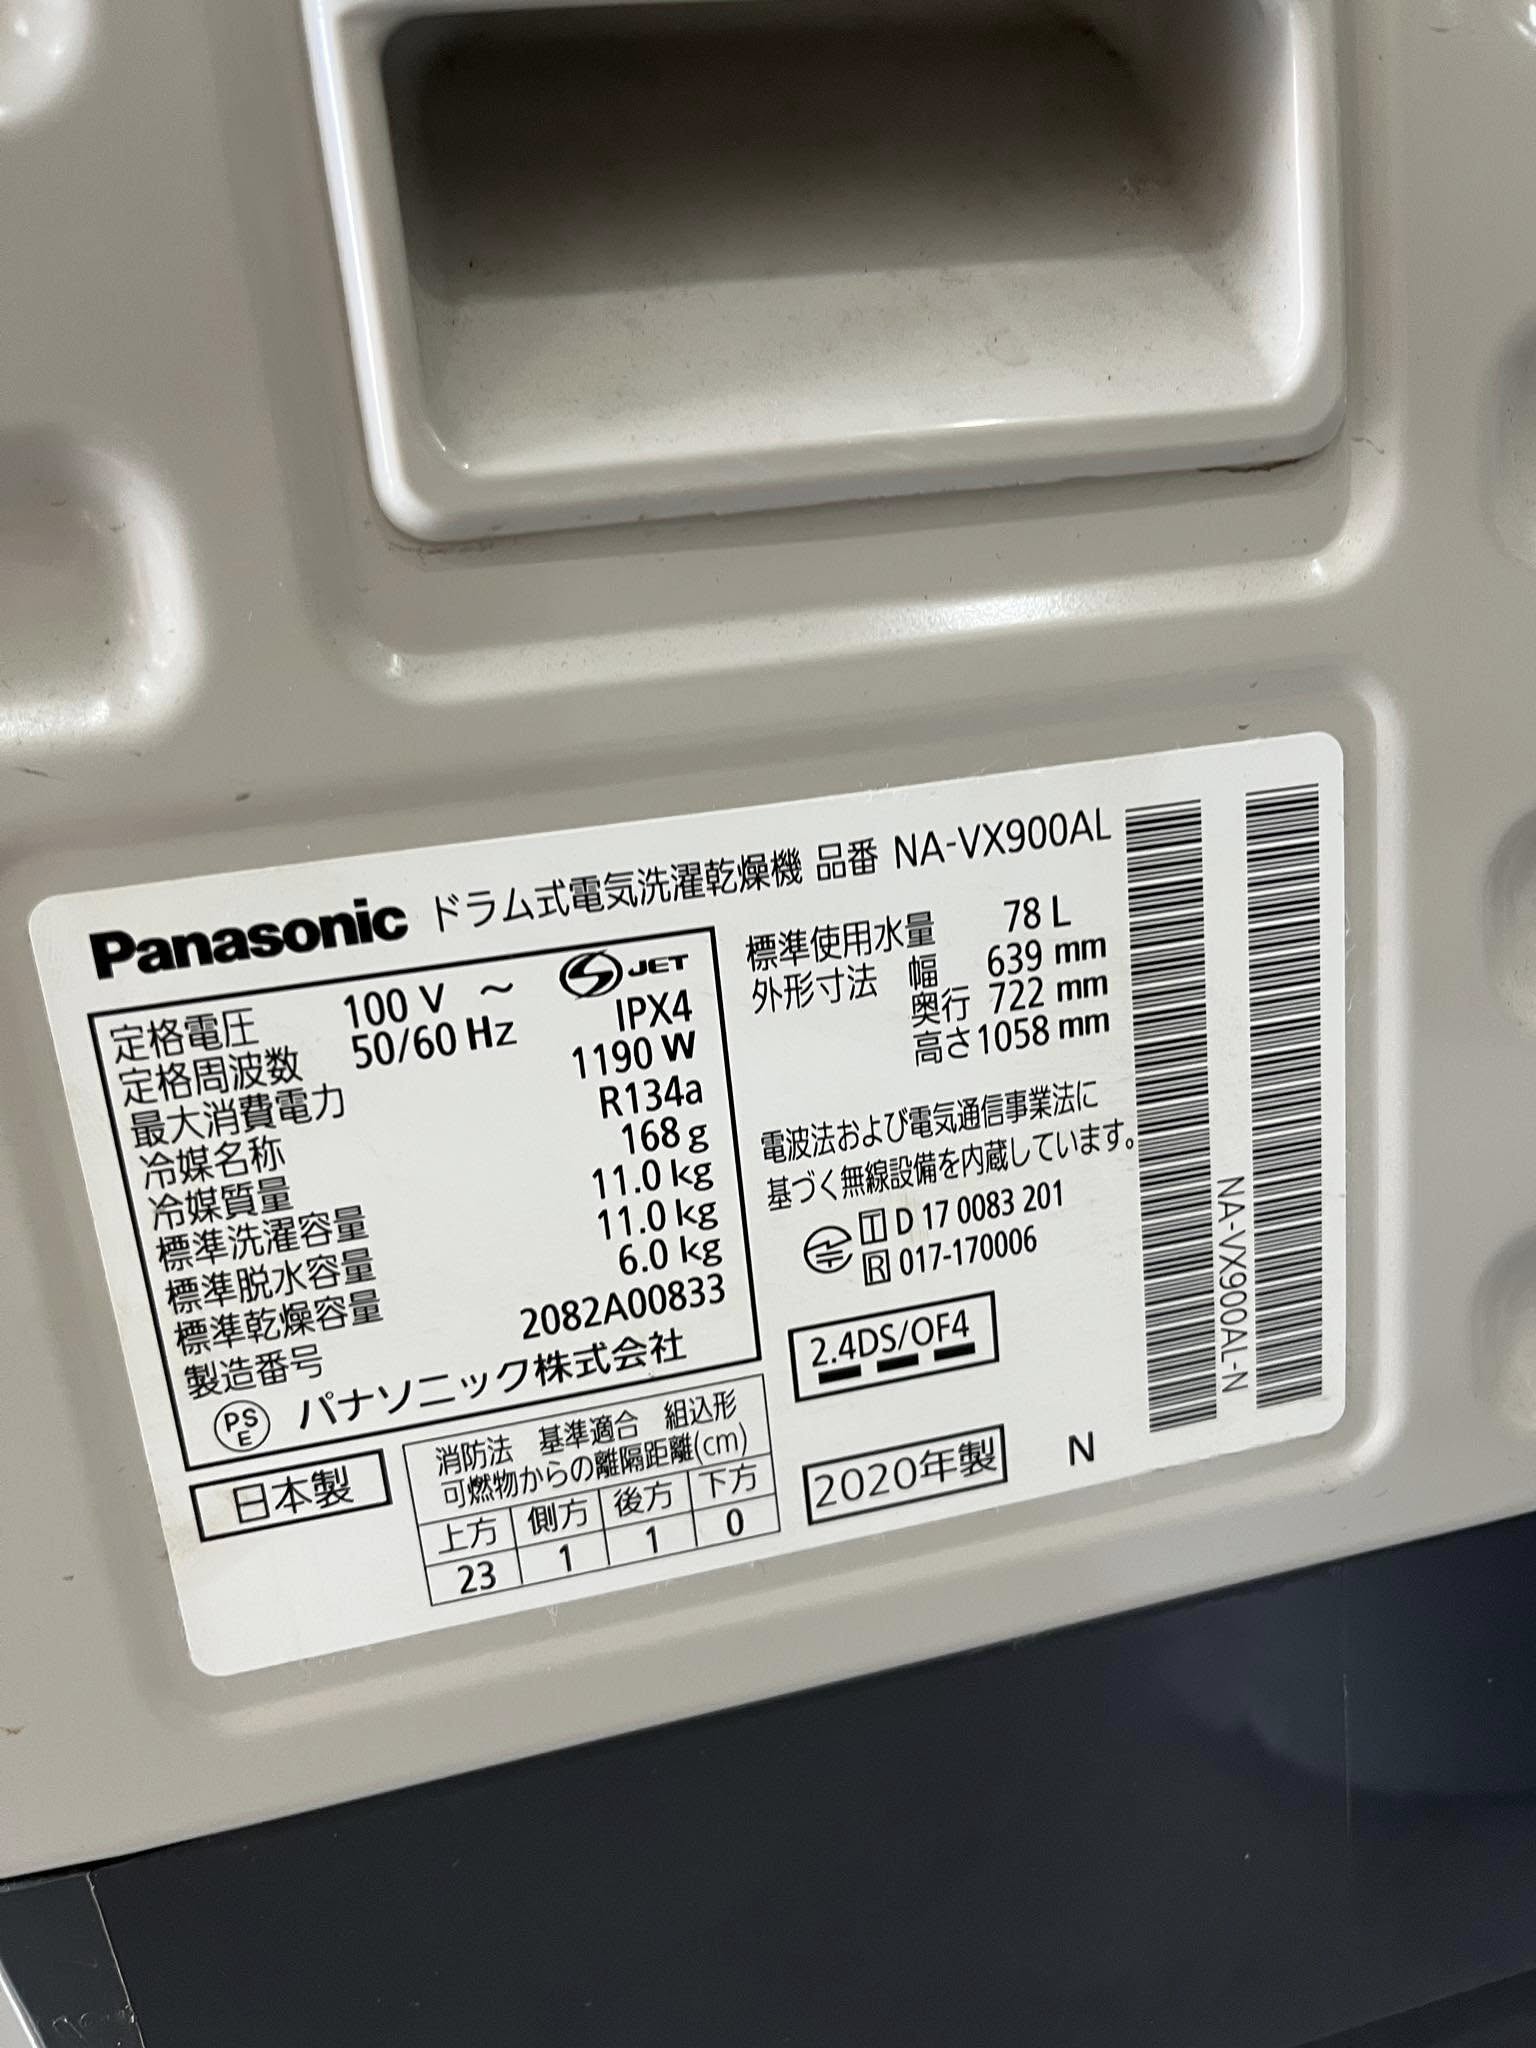 Panasonic ドラム式電気洗濯乾燥機 品番 NA-VX900AL
定格電圧 100 V ～ S JET
定格周波数 50/60 Hz IPX4
最大消費電力 1190 W
冷媒名称 R134a
冷媒質量 168 g
標準洗濯容量 11.0 kg
標準脱水容量 11.0 kg
標準乾燥容量 6.0 kg
製造番号 2082A00833
PS E パナソニック株式会社
日本製
消防法 基準適合 組込形
可燃物からの離隔距離(cm)
上方 側方 後方 下方
23 1 1 0
標準使用水量 78 L
外形寸法 幅 639 mm
奥行 722 mm
高さ 1058 mm
電波法および電気通信事業法に
基づく無線設備を内蔵しています。
T D 17 0083 201
R 017-170006
2.4DS/OF4
2020年製 N
NA-VX900AL-N